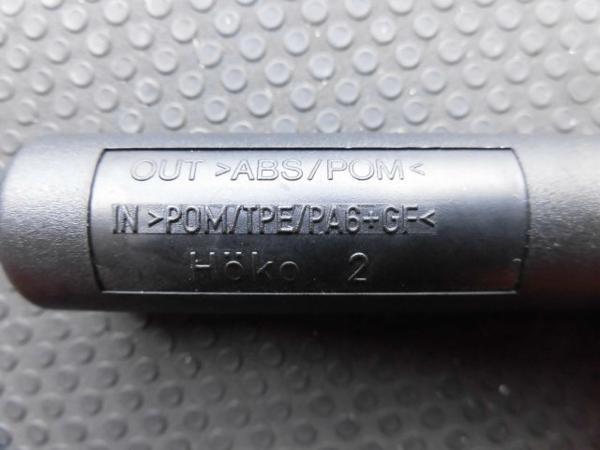 OUT >ABS/POM<
IN >POM/TPE/PA6+GF<
Höko 2